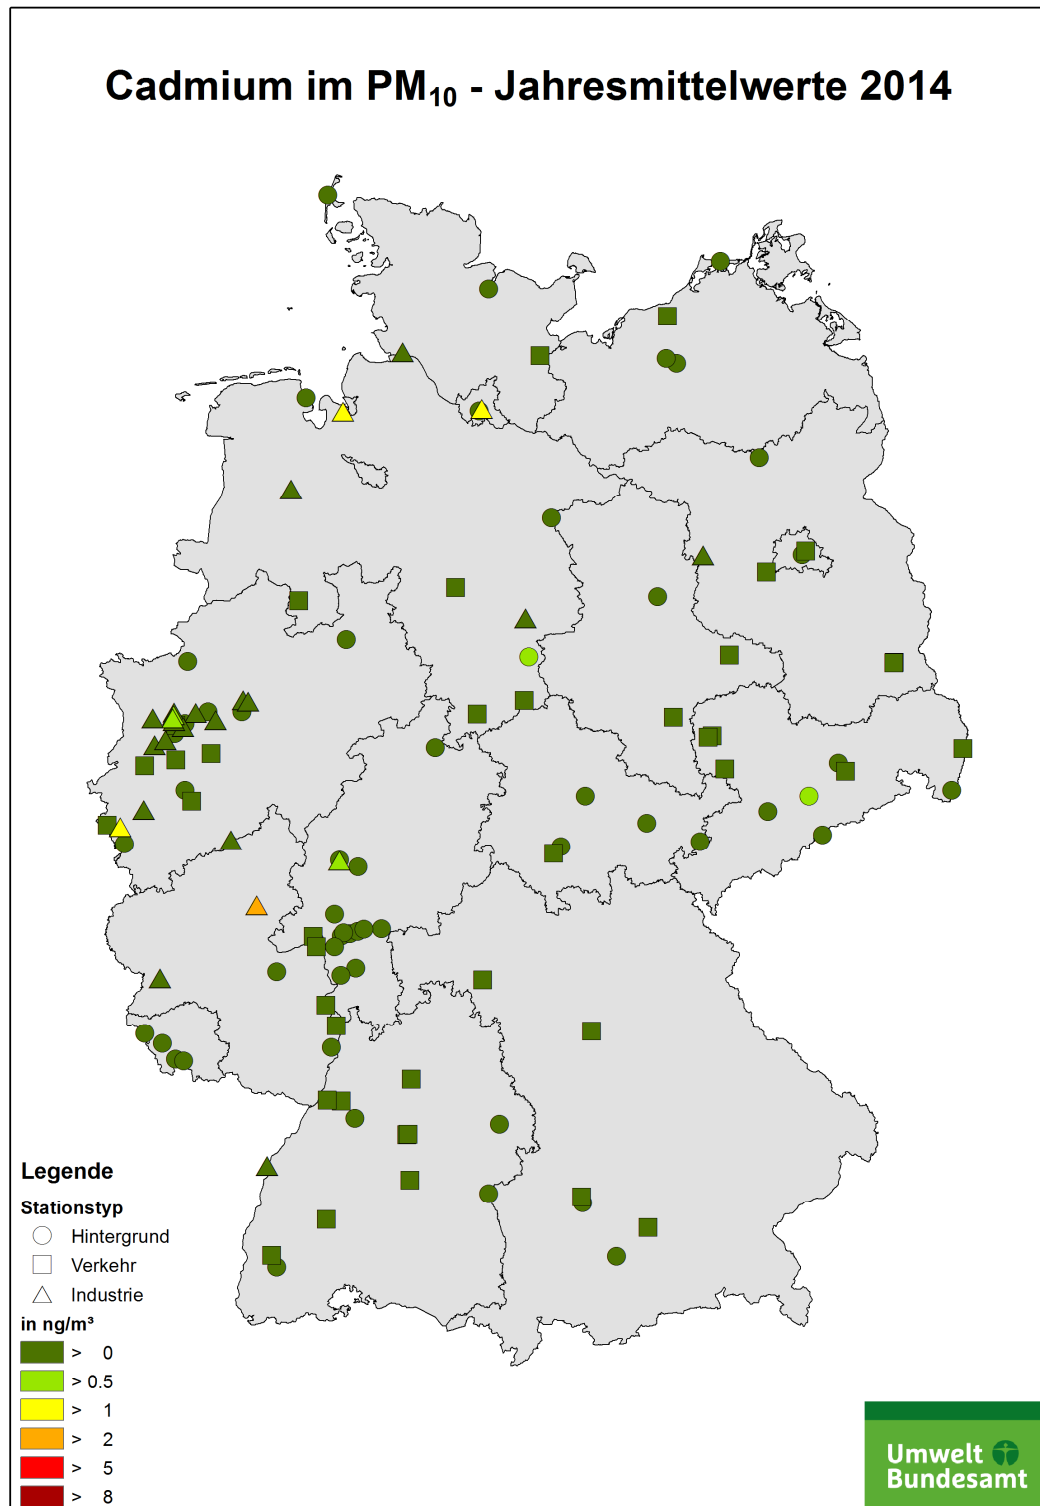 Cadmium im PM₁₀ - Jahresmittelwerte 2014
Legende
Stationstyp
Hintergrund
Verkehr
Industrie
in ng/m³
> 0
> 0.5
> 1
> 2
> 5
> 8
Umwelt
Bundesamt